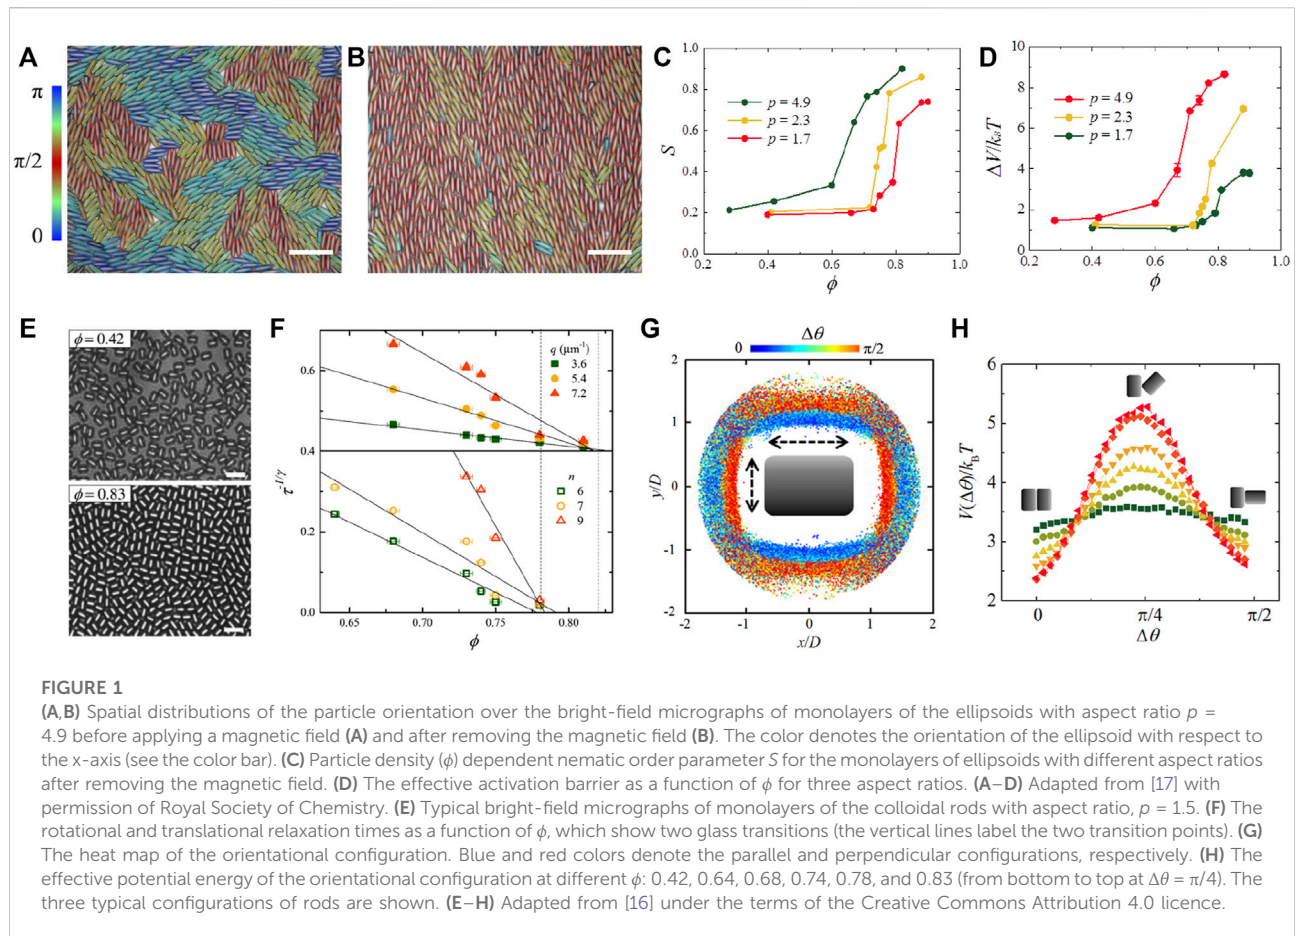 A
π
π/2
0
B
C
1.0
0.8
0.6
0.4
0.2
0.0
S
p = 4.9
p = 2.3
p = 1.7
0.2 0.4 0.6 0.8 1.0
ϕ
D
10
8
6
4
2
0
ΔV/k_BT
p = 4.9
p = 2.3
p = 1.7
0.2 0.4 0.6 0.8 1.0
ϕ
E
ϕ = 0.42
ϕ = 0.83
F
q (μm⁻¹)
3.6
5.4
7.2
0.6
0.4
n
6
7
9
0.4
0.2
0.0
τ^-1/γ
0.65 0.70 0.75 0.80
ϕ
G
Δθ
0 π/2
2
1
0
-1
-2
y/D
-2 -1 0 1 2
x/D
H
6
5
4
3
2
V(Δθ)/k_BT
0 π/4 π/2
Δθ
FIGURE 1
(A,B) Spatial distributions of the particle orientation over the bright-field micrographs of monolayers of the ellipsoids with aspect ratio p =
4.9 before applying a magnetic field (A) and after removing the magnetic field (B). The color denotes the orientation of the ellipsoid with respect to
the x-axis (see the color bar). (C) Particle density (ϕ) dependent nematic order parameter S for the monolayers of ellipsoids with different aspect ratios
after removing the magnetic field. (D) The effective activation barrier as a function of ϕ for three aspect ratios. (A–D) Adapted from [17] with
permission of Royal Society of Chemistry. (E) Typical bright-field micrographs of monolayers of the colloidal rods with aspect ratio, p = 1.5. (F) The
rotational and translational relaxation times as a function of ϕ, which show two glass transitions (the vertical lines label the two transition points). (G)
The heat map of the orientational configuration. Blue and red colors denote the parallel and perpendicular configurations, respectively. (H) The
effective potential energy of the orientational configuration at different ϕ: 0.42, 0.64, 0.68, 0.74, 0.78, and 0.83 (from bottom to top at Δθ = π/4). The
three typical configurations of rods are shown. (E–H) Adapted from [16] under the terms of the Creative Commons Attribution 4.0 licence.